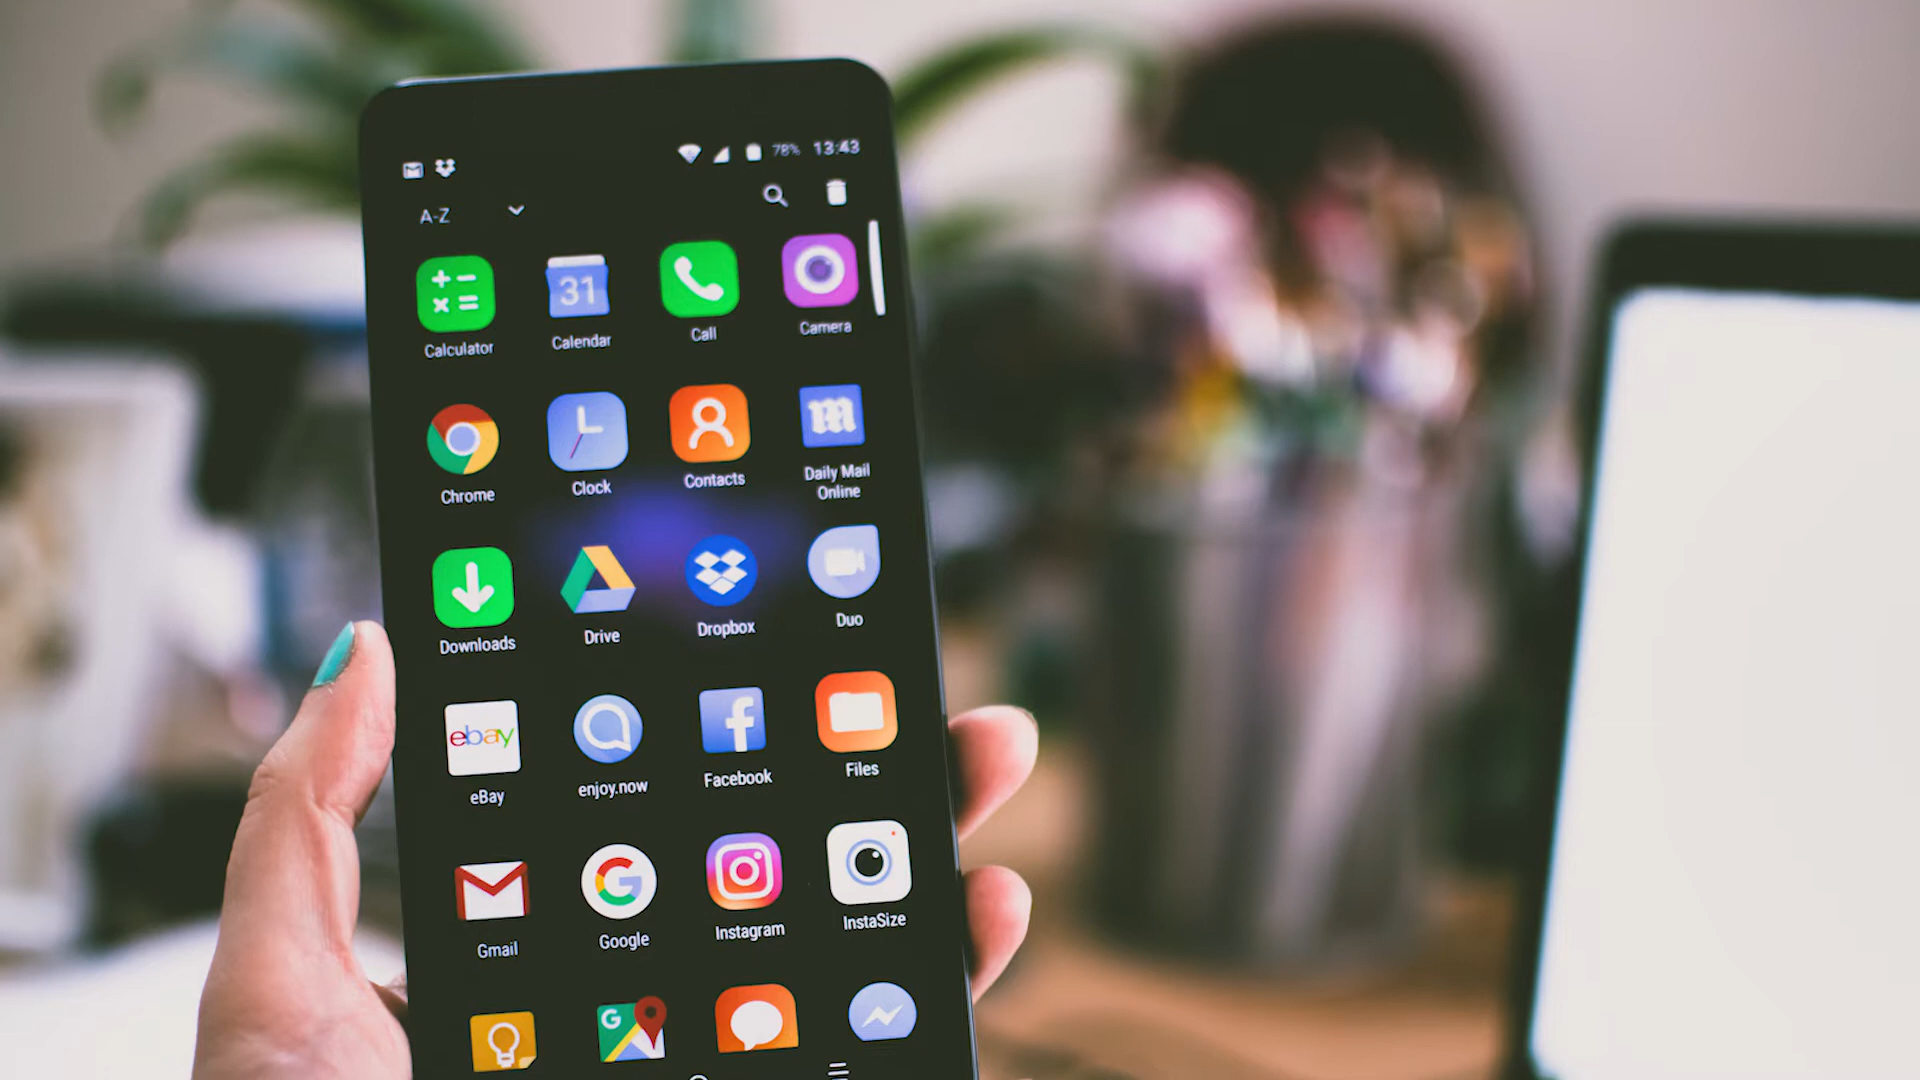 78% 13:43
A-Z
31
Calculator Calendar Call Camera
L
m
Chrome Clock Contacts Daily Mail
Online
Downloads Drive Dropbox Duo
ebay
f
eBay enjoy.now Facebook Files
G
Gmail Google Instagram InstaSize
G